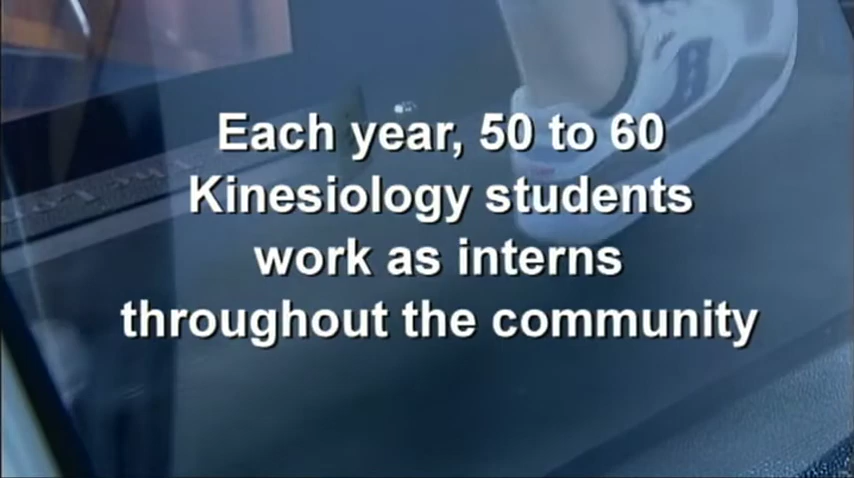 Each year, 50 to 60
Kinesiology students
work as interns
throughout the community